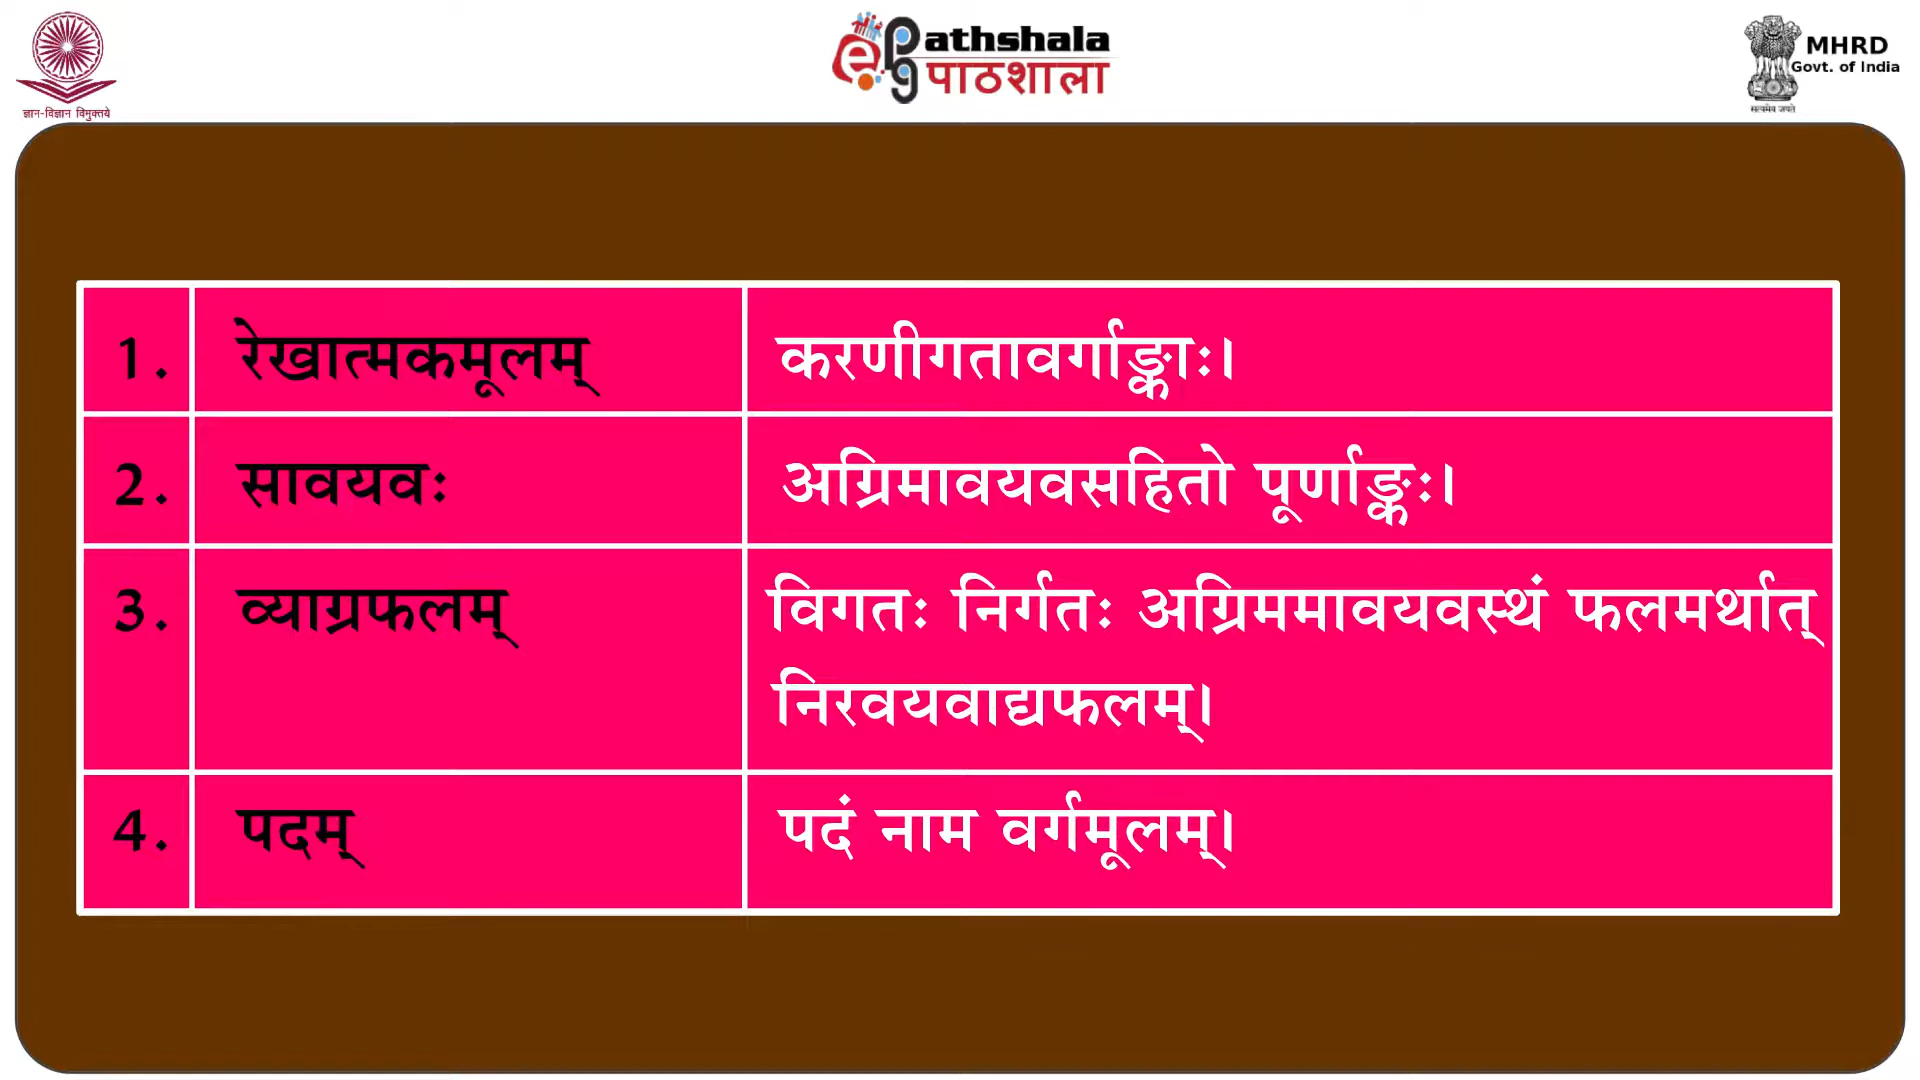 ज्ञान-विज्ञान विमुक्तये
ePathshala
पाठशाला
MHRD
Govt. of India
सत्यमेव जयते
1. रेखात्मकमूलम् करणीगतावर्गाङ्काः।
2. सावयवः अग्रिमावयवसहितो पूर्णाङ्कः।
3. व्याग्रफलम् विगतः निर्गतः अग्रिममावयवस्थं फलमर्थात्
निरवयवाद्यफलम्।
4. पदम् पदं नाम वर्गमूलम्।